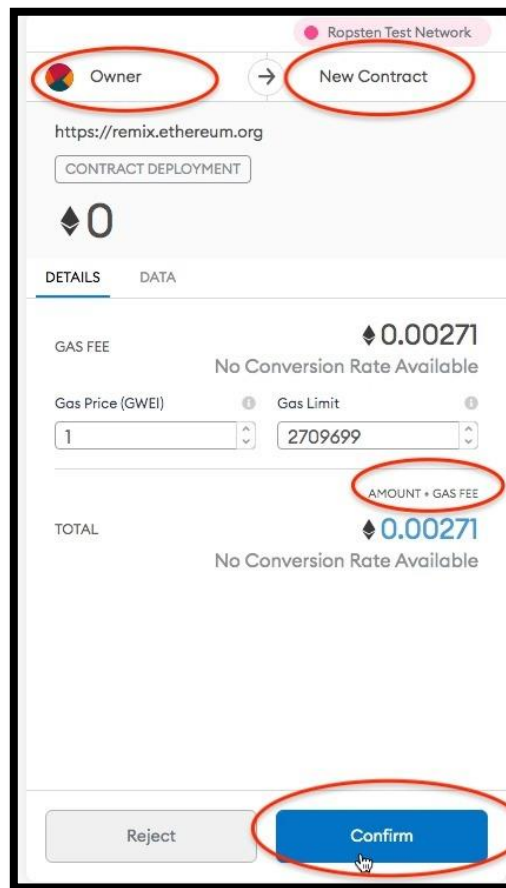 Ropsten Test Network
Owner
New Contract
https://remix.ethereum.org
CONTRACT DEPLOYMENT
0
DETAILS DATA
GAS FEE
0.00271
No Conversion Rate Available
Gas Price (GWEI) Gas Limit
1 2709699
AMOUNT + GAS FEE
TOTAL 0.00271
No Conversion Rate Available
Reject Confirm